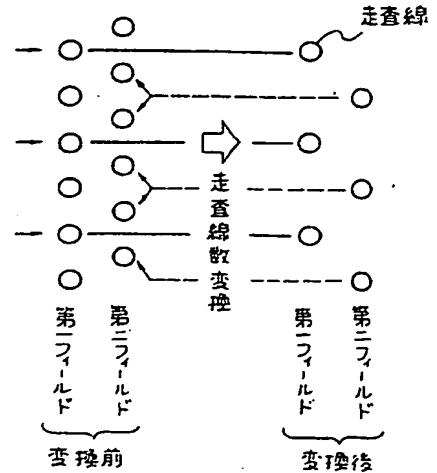 走査線
走査線数変換
第一フィールド
第二フィールド
第一フィールド
第二フィールド
変換前
変換後